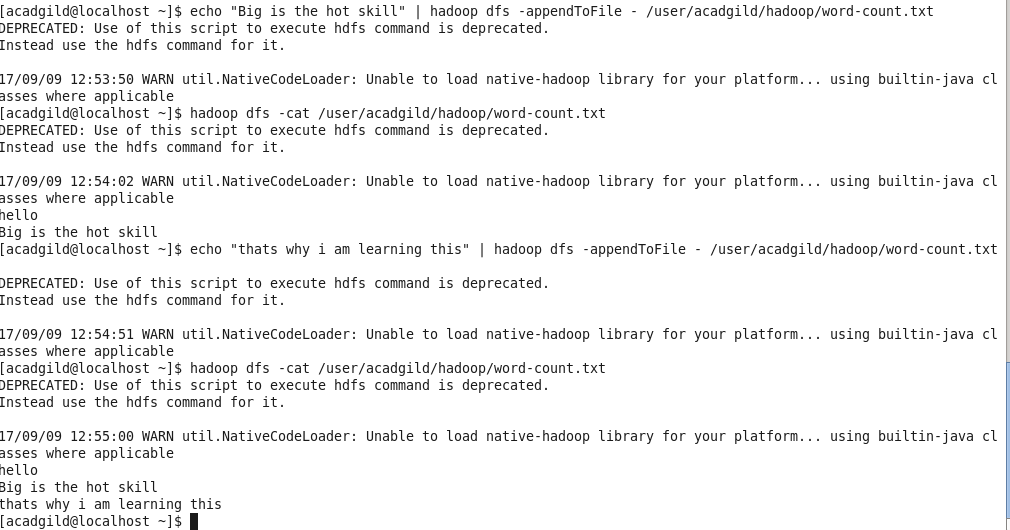 [acadgild@localhost ~]$ echo "Big is the hot skill" | hadoop dfs -appendToFile - /user/acadgild/hadoop/word-count.txt
DEPRECATED: Use of this script to execute hdfs command is deprecated.
Instead use the hdfs command for it.

17/09/09 12:53:50 WARN util.NativeCodeLoader: Unable to load native-hadoop library for your platform... using builtin-java cl
asses where applicable
[acadgild@localhost ~]$ hadoop dfs -cat /user/acadgild/hadoop/word-count.txt
DEPRECATED: Use of this script to execute hdfs command is deprecated.
Instead use the hdfs command for it.

17/09/09 12:54:02 WARN util.NativeCodeLoader: Unable to load native-hadoop library for your platform... using builtin-java cl
asses where applicable
hello
Big is the hot skill
[acadgild@localhost ~]$ echo "thats why i am learning this" | hadoop dfs -appendToFile - /user/acadgild/hadoop/word-count.txt

DEPRECATED: Use of this script to execute hdfs command is deprecated.
Instead use the hdfs command for it.

17/09/09 12:54:51 WARN util.NativeCodeLoader: Unable to load native-hadoop library for your platform... using builtin-java cl
asses where applicable
[acadgild@localhost ~]$ hadoop dfs -cat /user/acadgild/hadoop/word-count.txt
DEPRECATED: Use of this script to execute hdfs command is deprecated.
Instead use the hdfs command for it.

17/09/09 12:55:00 WARN util.NativeCodeLoader: Unable to load native-hadoop library for your platform... using builtin-java cl
asses where applicable
hello
Big is the hot skill
thats why i am learning this
[acadgild@localhost ~]$